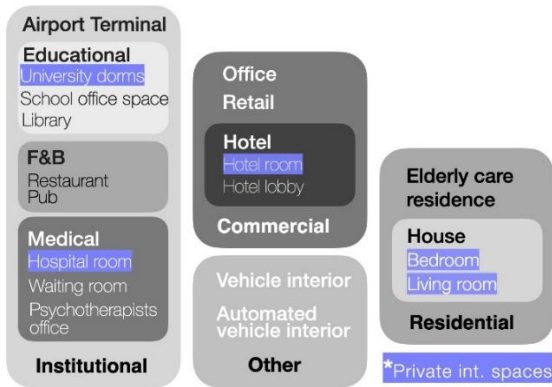 Airport Terminal
Educational
University dorms
School office space
Library
F&B
Restaurant
Pub
Medical
Hospital room
Waiting room
Psychotherapists
office
Institutional
Office
Retail
Hotel
Hotel room
Hotel lobby
Commercial
Vehicle interior
Automated
vehicle interior
Other
Elderly care
residence
House
Bedroom
Living room
Residential
*Private int. spaces